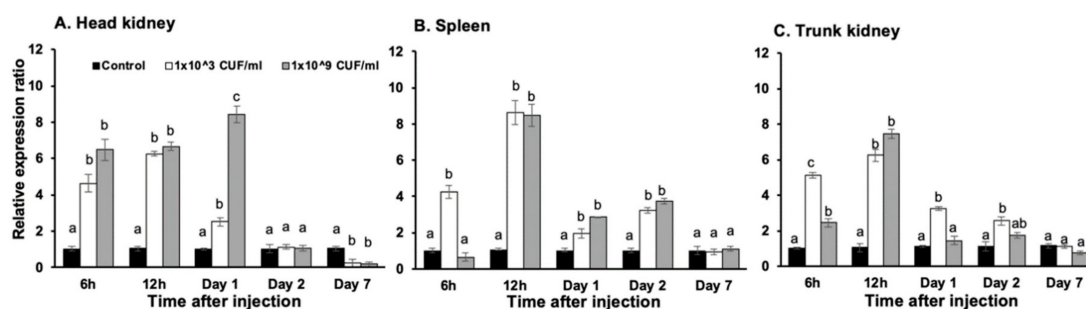 A. Head kidney
Relative expression ratio
12
10
8
6
4
2
0
Control 1x10^3 CUF/ml 1x10^9 CUF/ml
a b b a b b a b c a a a a b b
6h 12h Day 1 Day 2 Day 7
Time after injection
B. Spleen
12
10
8
6
4
2
0
a b a a b b a b b a b b a a a
6h 12h Day 1 Day 2 Day 7
Time after injection
C. Trunk kidney
12
10
8
6
4
2
0
a c b a b b a b a a b ab a a a
6h 12h Day 1 Day 2 Day 7
Time after injection